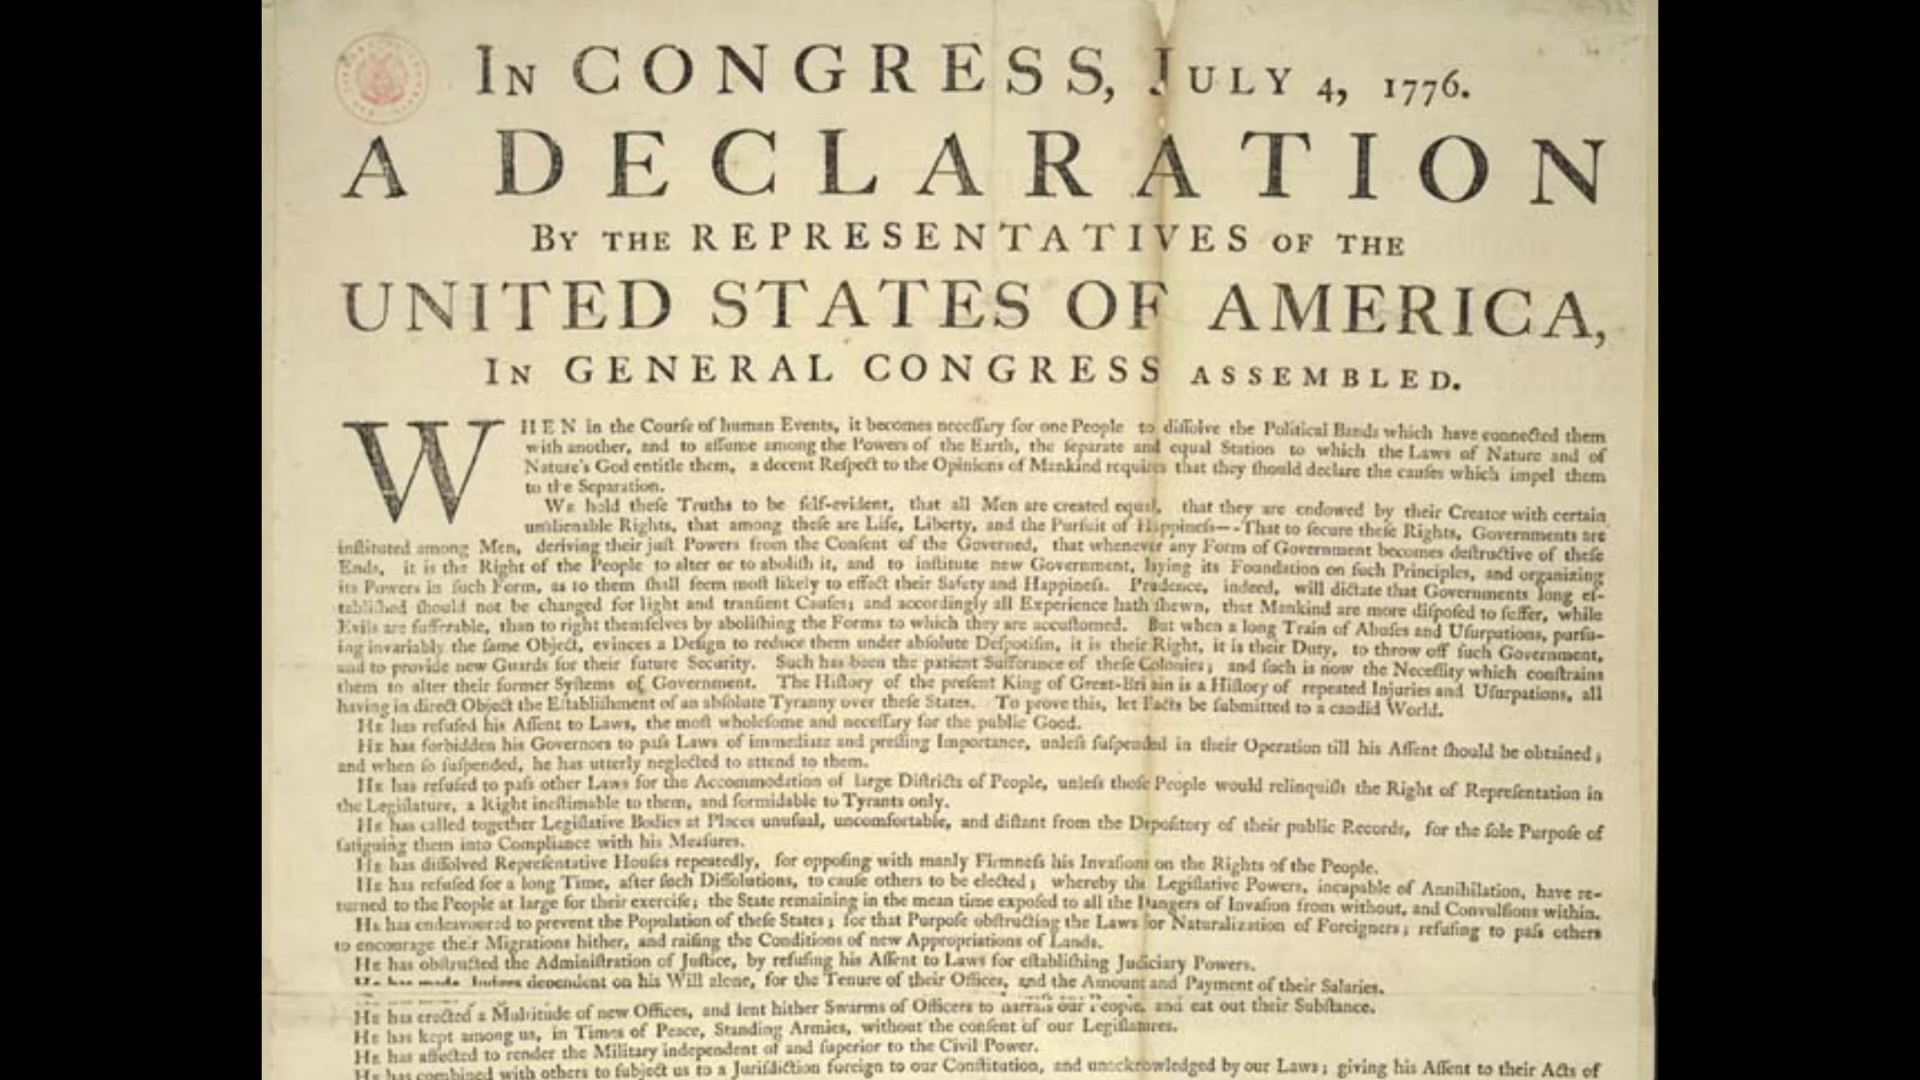 IN CONGRESS, JULY 4, 1776.
A DECLARATION
BY THE REPRESENTATIVES OF THE
UNITED STATES OF AMERICA,
IN GENERAL CONGRESS ASSEMBLED.
WHEN in the Courſe of human Events, it becomes neceſſary for one People to diſſolve the Political Bands which have connected them
with another, and to aſſume among the Powers of the Earth, the ſeparate and equal Station to which the Laws of Nature and of
Nature's God entitle them, a decent Reſpect to the Opinions of Mankind requires that they ſhould declare the cauſes which impel them
to the Separation.
WE hold theſe Truths to be ſelf-evident, that all Men are created equal, that they are endowed by their Creator with certain
unalienable Rights, that among theſe are Life, Liberty, and the Purſuit of Happineſs--That to ſecure theſe Rights, Governments are
inſtituted among Men, deriving their juſt Powers from the Conſent of the Governed, that whenever any Form of Government becomes deſtructive of theſe
Ends, it is the Right of the People to alter or to aboliſh it, and to inſtitute new Government, laying its Foundation on ſuch Principles, and organizing
its Powers in ſuch Form, as to them ſhall ſeem moſt likely to effect their Safety and Happineſs. Prudence, indeed, will dictate that Governments long eſ-
tabliſhed ſhould not be changed for light and tranſient Cauſes; and accordingly all Experience hath ſhewn, that Mankind are more diſpoſed to ſuffer, while
Evils are ſufferable, than to right themſelves by aboliſhing the Forms to which they are accuſtomed. But when a long Train of Abuſes and Uſurpations, purſu-
ing invariably the ſame Object, evinces a Deſign to reduce them under abſolute Deſpotiſm, it is their Right, it is their Duty, to throw off ſuch Government,
and to provide new Guards for their future Security. Such has been the patient Sufferance of theſe Colonies; and ſuch is now the Neceſſity which conſtrains
them to alter their former Syſtems of Government. The Hiſtory of the preſent King of Great-Britain is a Hiſtory of repeated Injuries and Uſurpations, all
having in direct Object the Eſtabliſhment of an abſolute Tyranny over theſe States. To prove this, let Facts be ſubmitted to a candid World.
HE has refuſed his Aſſent to Laws, the moſt wholeſome and neceſſary for the public Good.
HE has forbidden his Governors to paſs Laws of immediate and preſſing Importance, unleſs ſuſpended in their Operation till his Aſſent ſhould be obtained;
and when ſo ſuſpended, he has utterly neglected to attend to them.
HE has refuſed to paſs other Laws for the Accommodation of large Diſtricts of People, unleſs thoſe People would relinquiſh the Right of Repreſentation in
the Legiſlature, a Right ineſtimable to them, and formidable to Tyrants only.
HE has called together Legiſlative Bodies at Places unuſual, uncomfortable, and diſtant from the Depoſitory of their public Records, for the ſole Purpoſe of
fatiguing them into Compliance with his Meaſures.
HE has diſſolved Repreſentative Houſes repeatedly, for oppoſing with manly Firmneſs his Invaſions on the Rights of the People.
HE has refuſed for a long Time, after ſuch Diſſolutions, to cauſe others to be elected; whereby the Legiſlative Powers, incapable of Annihilation, have re-
turned to the People at large for their exerciſe; the State remaining in the mean time expoſed to all the Dangers of Invaſion from without, and Convulſions within.
HE has endeavoured to prevent the Population of theſe States; for that Purpoſe obſtructing the Laws for Naturalization of Foreigners; refuſing to paſs others
to encourage their Migrations hither, and raiſing the Conditions of new Appropriations of Lands.
HE has obſtructed the Adminiſtration of Juſtice, by refuſing his Aſſent to Laws for eſtabliſhing Judiciary Powers.
HE has made Judges dependent on his Will alone, for the Tenure of their Offices, and the Amount and Payment of their Salaries.
HE has erected a Multitude of new Offices, and ſent hither Swarms of Officers to harraſs our People, and eat out their Subſtance.
HE has kept among us, in Times of Peace, Standing Armies, without the conſent of our Legiſlatures.
HE has affected to render the Military independent of and ſuperior to the Civil Power.
HE has combined with others to ſubject us to a Juriſdiction foreign to our Conſtitution, and unacknowledged by our Laws; giving his Aſſent to their Acts of